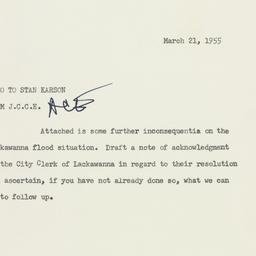 March 21, 1955
O TO STAN KARSON
M J.C.C.E.
Attached is some further inconsequentia on the
kawanna flood situation. Draft a note of acknowledgment
the City Clerk of Lackawanna in regard to their resolution
ascertain, if you have not already done so, what we can
to follow up.